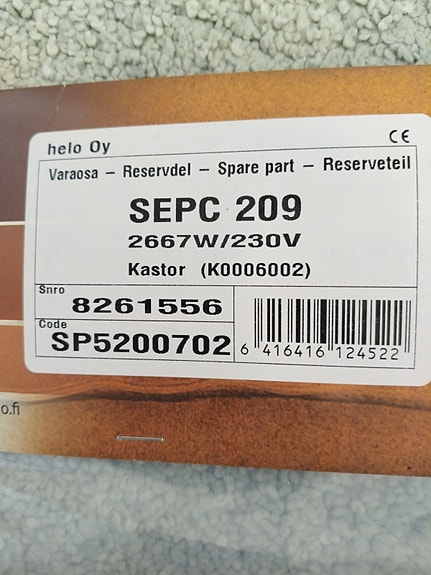 helo Oy
CE
Varaosa – Reservdel – Spare part – Reserveteil
SEPC 209
2667W/230V
Kastor (K0006002)
Snro
8261556
Code
SP5200702
6 416416 124522
o.fi